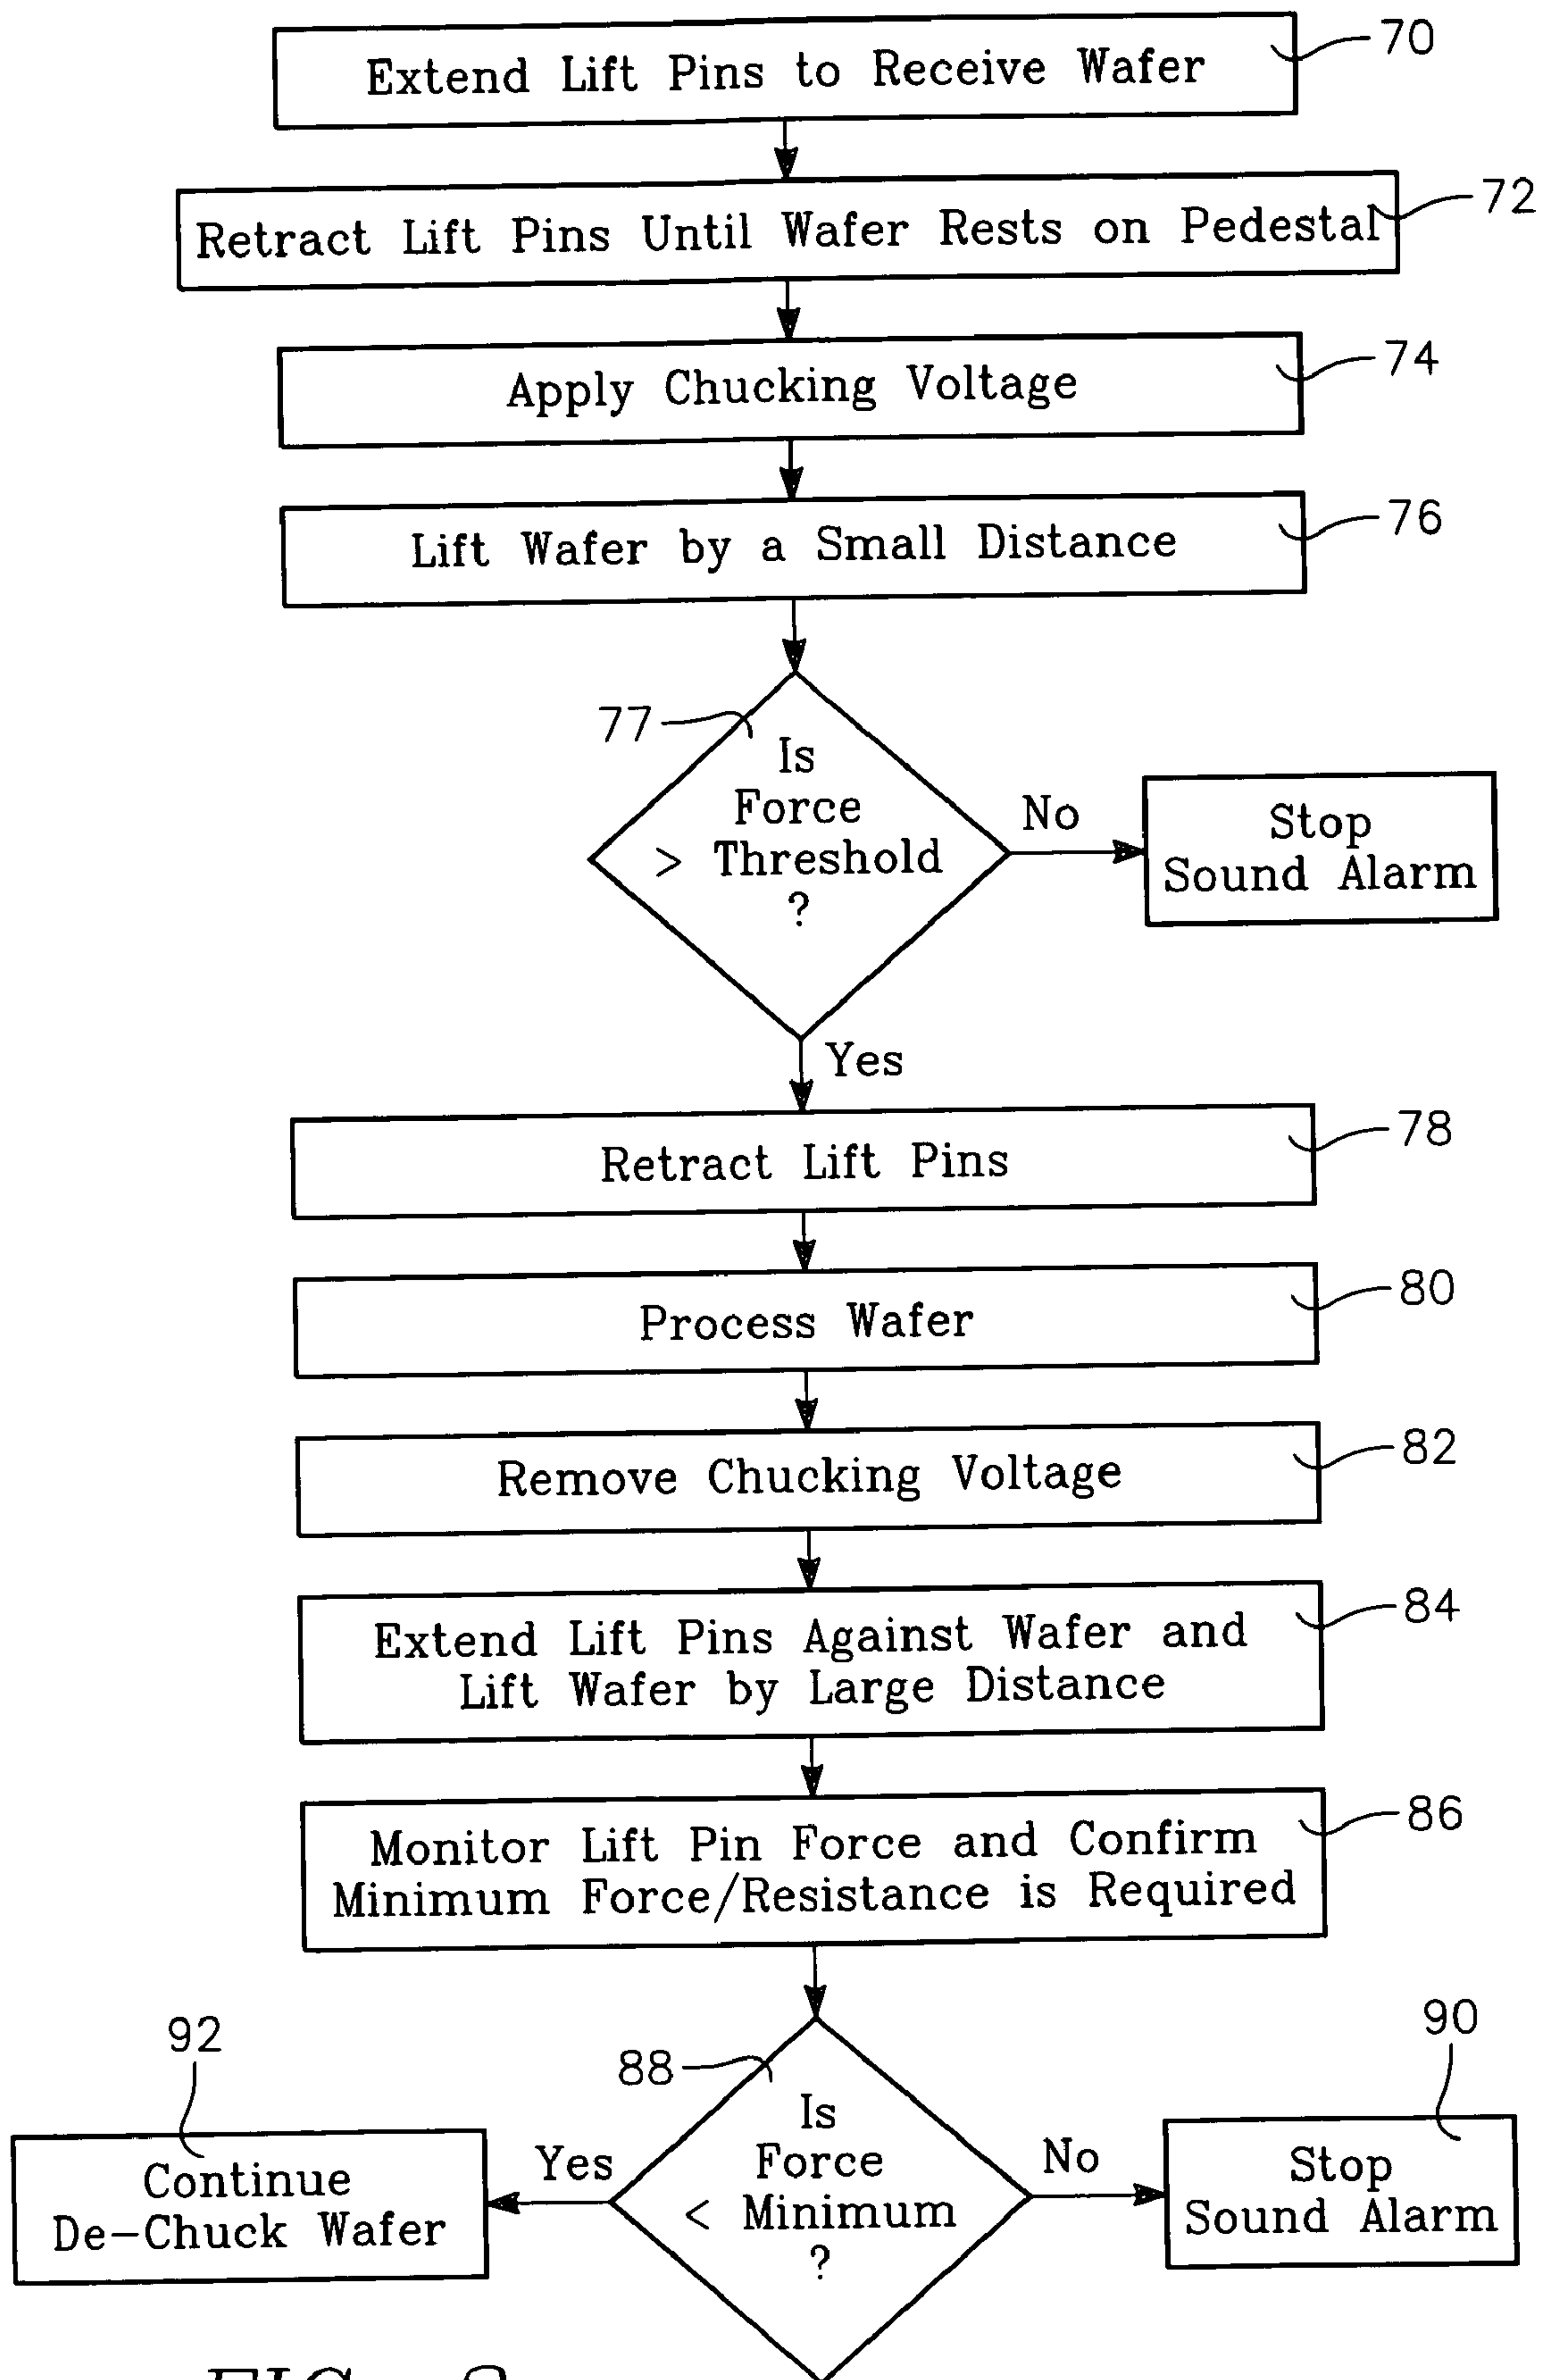 Extend Lift Pins to Receive Wafer
70
Retract Lift Pins Until Wafer Rests on Pedestal
72
Apply Chucking Voltage
74
Lift Wafer by a Small Distance
76
77
Is
Force
> Threshold
?
No
Stop
Sound Alarm
Yes
Retract Lift Pins
78
Process Wafer
80
Remove Chucking Voltage
82
Extend Lift Pins Against Wafer and
Lift Wafer by Large Distance
84
Monitor Lift Pin Force and Confirm
Minimum Force/Resistance is Required
86
88
Is
Force
< Minimum
?
Yes
92
Continue
De-Chuck Wafer
No
90
Stop
Sound Alarm